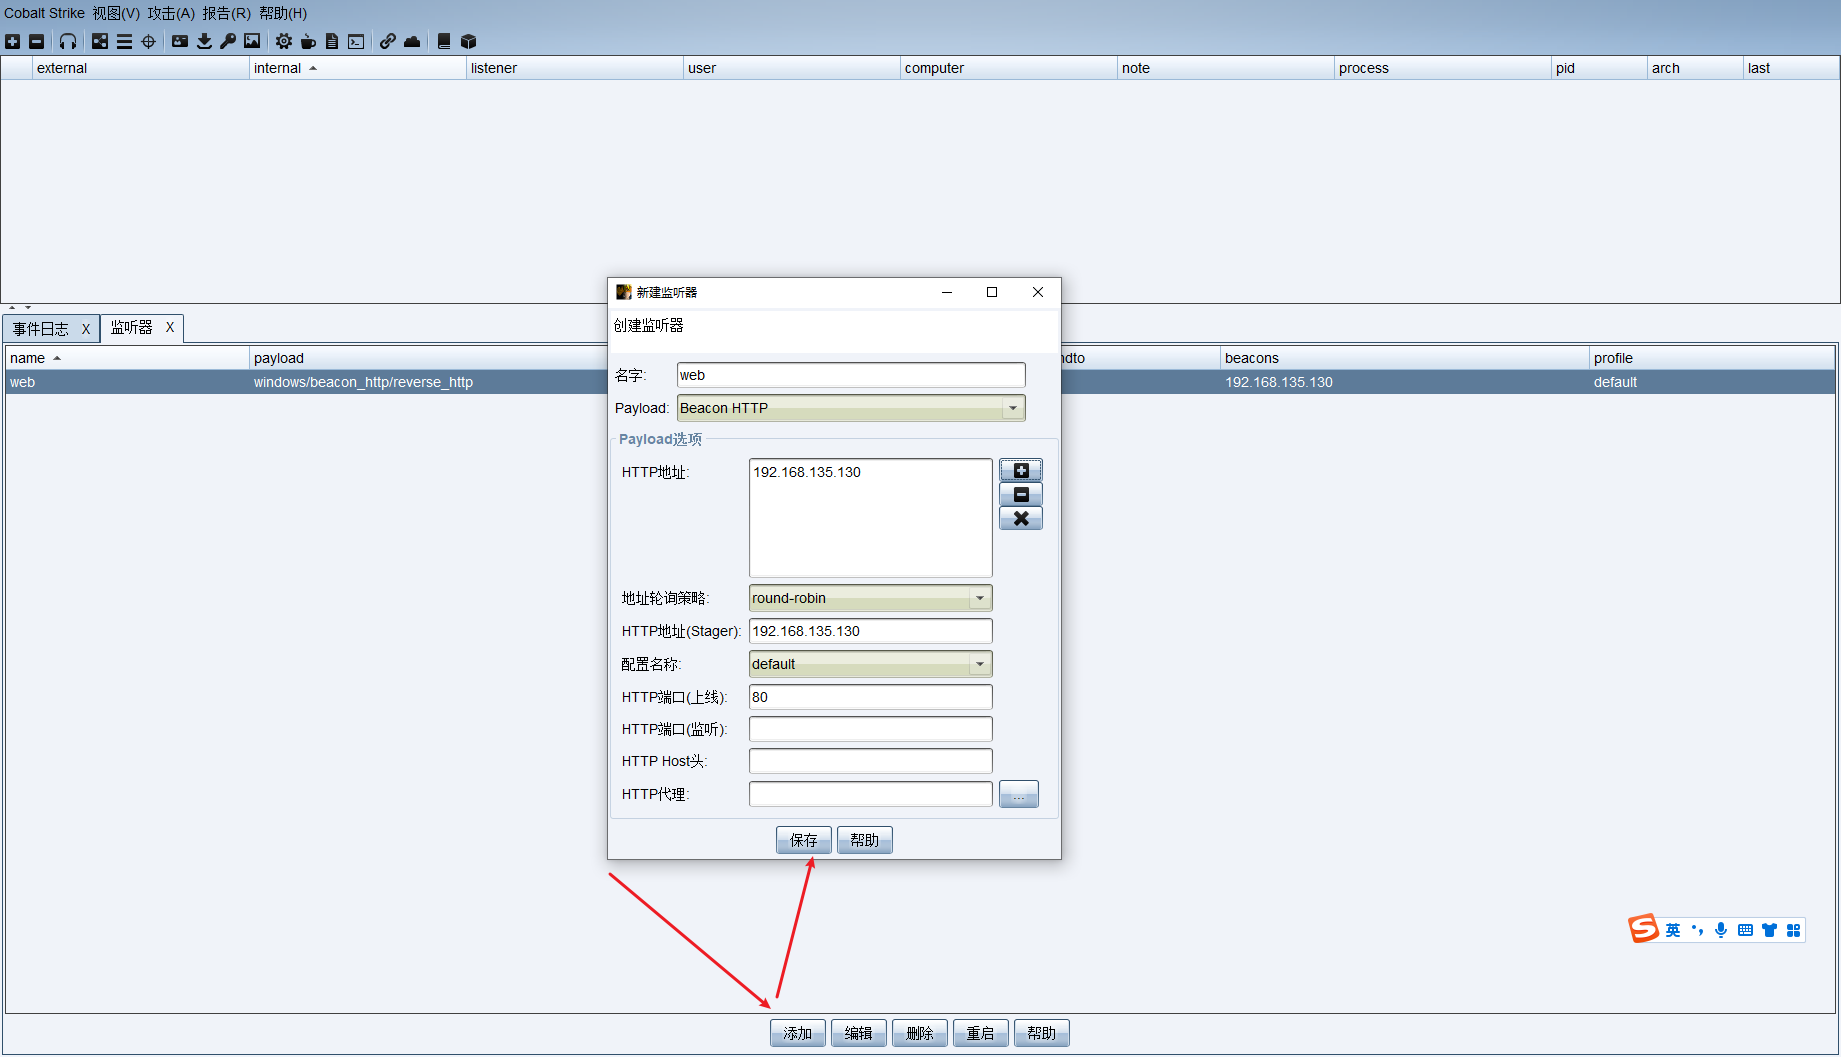 Cobalt Strike 视图(V) 攻击(A) 报告(R) 帮助(H)
external internal listener user computer note process pid arch last
事件日志 X 监听器 X
name payload ndto beacons profile
web windows/beacon_http/reverse_http 192.168.135.130 default
新建监听器
创建监听器
名字: web
Payload: Beacon HTTP
Payload选项
HTTP地址: 192.168.135.130
地址轮询策略: round-robin
HTTP地址(Stager): 192.168.135.130
配置名称: default
HTTP端口(上线): 80
HTTP端口(监听):
HTTP Host头:
HTTP代理: ...
保存 帮助
英
添加 编辑 删除 重启 帮助